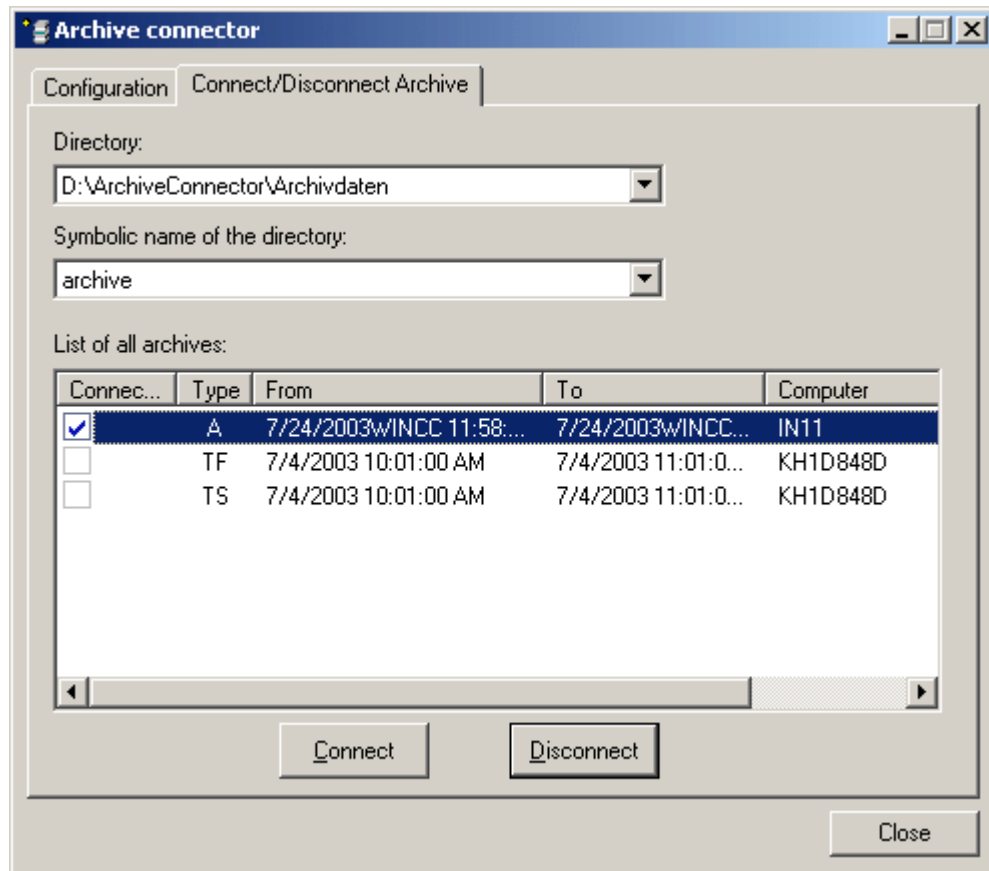 Archive connector
Configuration Connect/Disconnect Archive
Directory:
D:\ArchiveConnector\Archivdaten
Symbolic name of the directory:
archive
List of all archives:
Connec... Type From To Computer
A 7/24/2003WINCC 11:58:... 7/24/2003WINCC... IN11
TF 7/4/2003 10:01:00 AM 7/4/2003 11:01:0... KH1D848D
TS 7/4/2003 10:01:00 AM 7/4/2003 11:01:0... KH1D848D
Connect Disconnect
Close